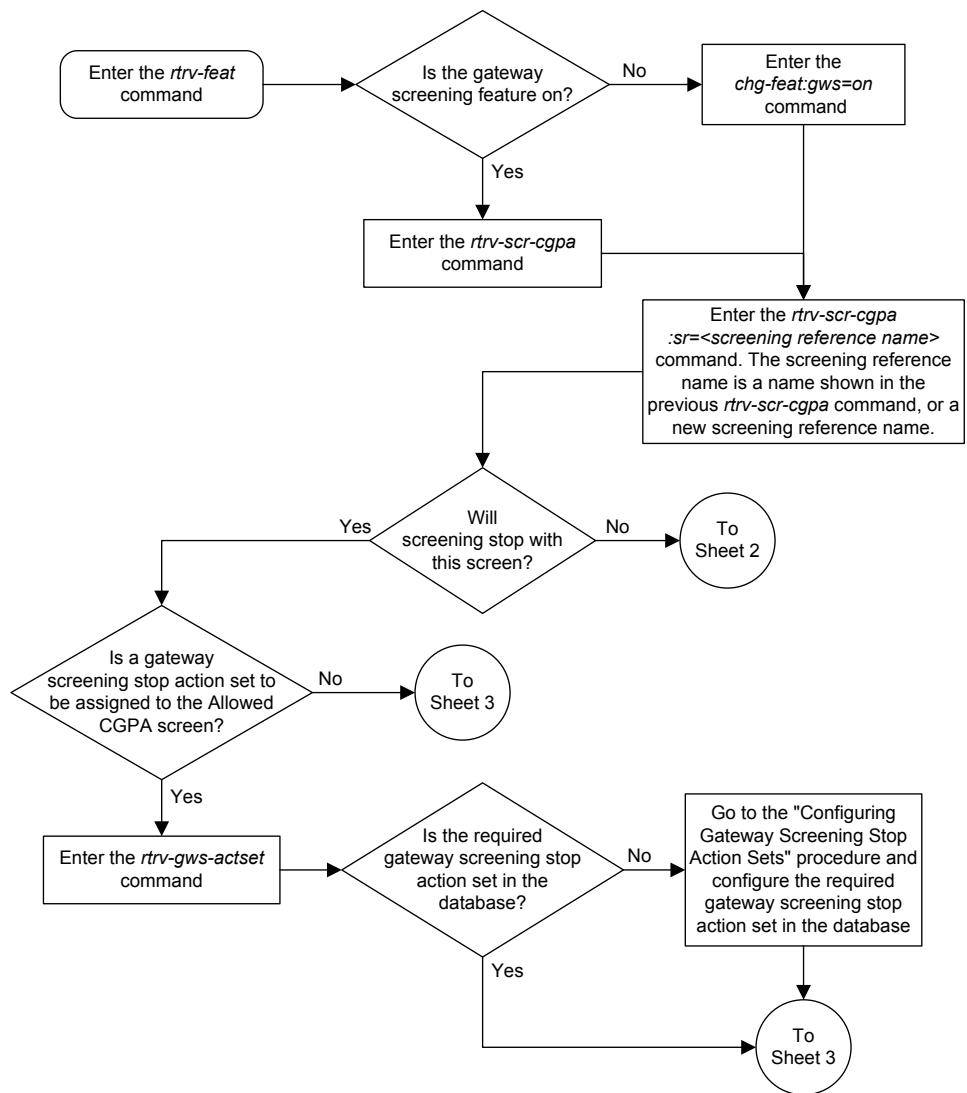 Enter the rtrv-feat
command
Is the gateway
screening feature on?
No
Enter the
chg-feat:gws=on
command
Yes
Enter the rtrv-scr-cgpa
command
Enter the rtrv-scr-cgpa
:sr=<screening reference name>
command. The screening reference
name is a name shown in the
previous rtrv-scr-cgpa command, or a
new screening reference name.
Will
screening stop with
this screen?
Yes
No
To
Sheet 2
Is a gateway
screening stop action set to
be assigned to the Allowed
CGPA screen?
No
To
Sheet 3
Yes
Enter the rtrv-gws-actset
command
Is the required
gateway screening stop
action set in the
database?
No
Go to the "Configuring
Gateway Screening Stop
Action Sets" procedure and
configure the required
gateway screening stop
action set in the database
Yes
To
Sheet 3